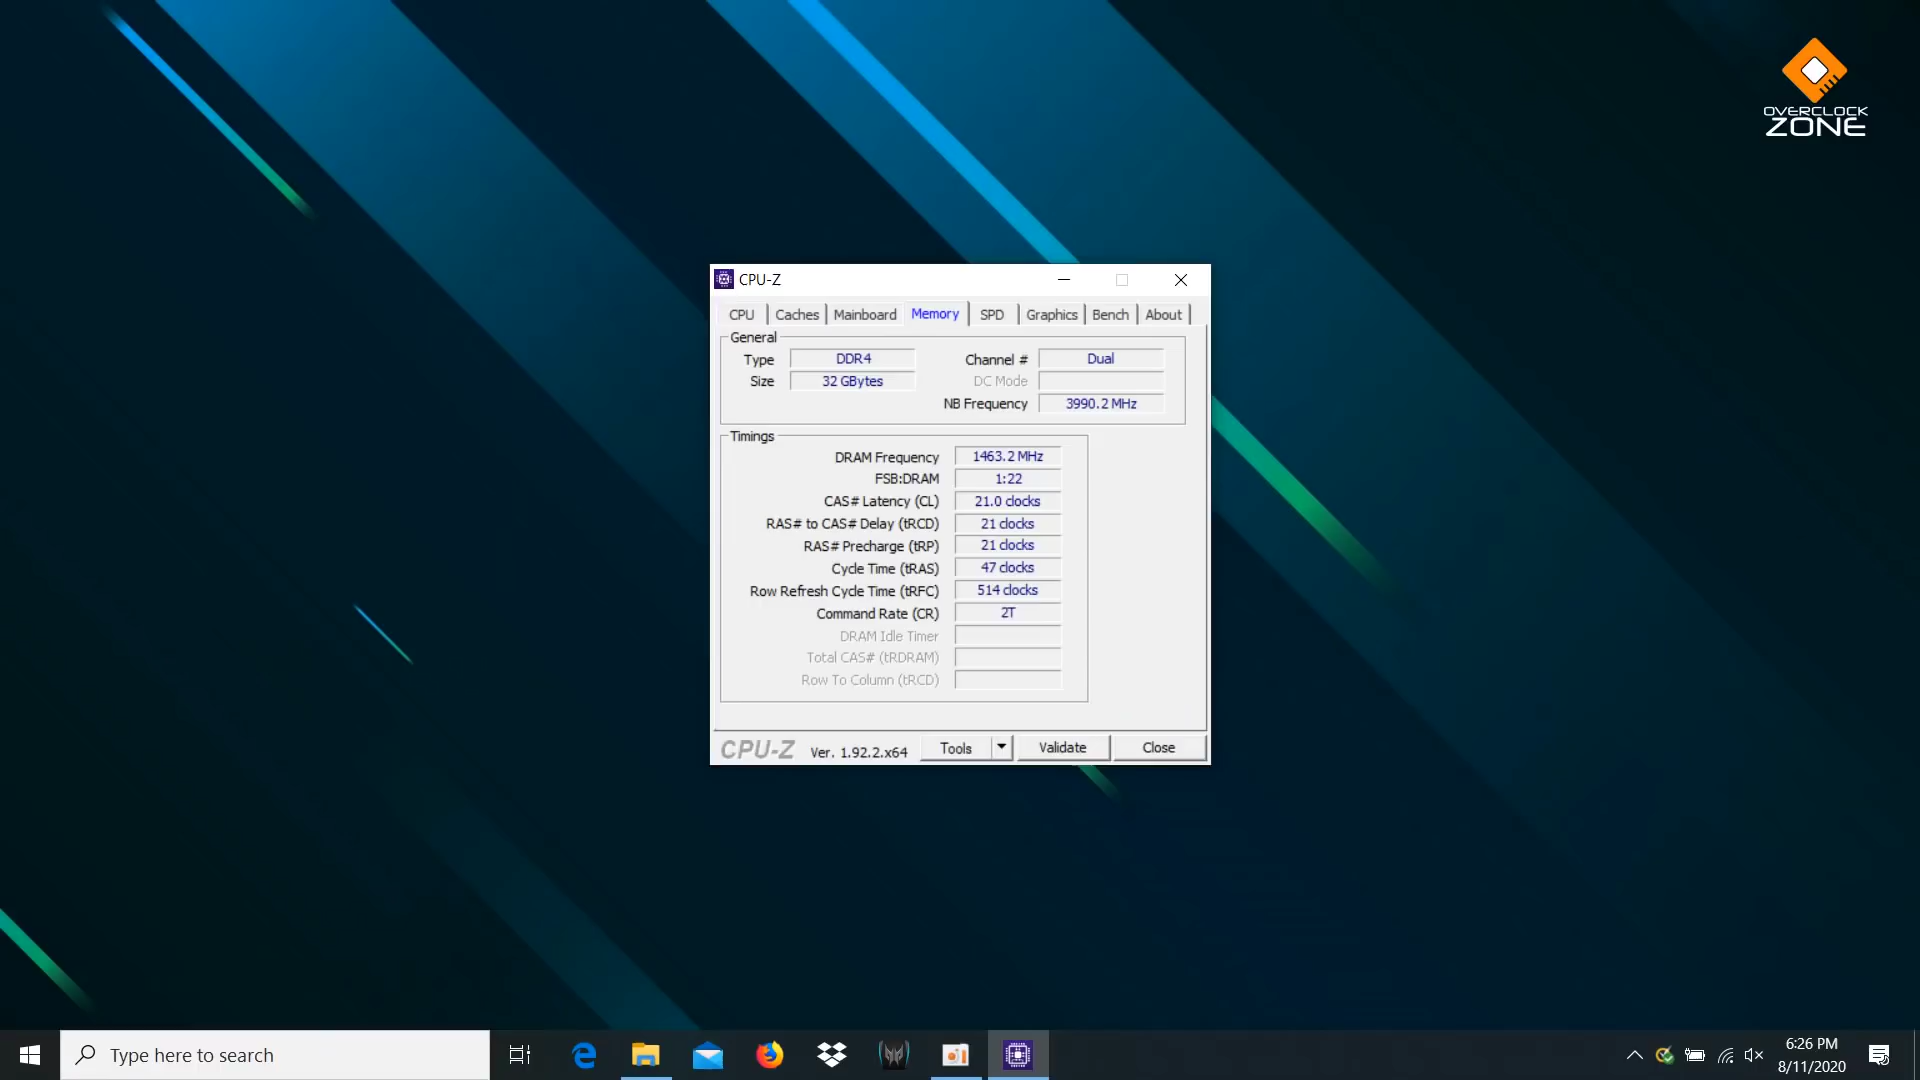 OVERCLOCK
ZONE
CPU-Z
CPU Caches Mainboard Memory SPD Graphics Bench About
General
Type DDR4 Channel # Dual
Size 32 GBytes DC Mode
NB Frequency 3990.2 MHz
Timings
DRAM Frequency 1463.2 MHz
FSB:DRAM 1:22
CAS# Latency (CL) 21.0 clocks
RAS# to CAS# Delay (tRCD) 21 clocks
RAS# Precharge (tRP) 21 clocks
Cycle Time (tRAS) 47 clocks
Row Refresh Cycle Time (tRFC) 514 clocks
Command Rate (CR) 2T
DRAM Idle Timer
Total CAS# (tRDRAM)
Row To Column (tRCD)
CPU-Z Ver. 1.92.2.x64 Tools Validate Close
Type here to search
6:26 PM
8/11/2020